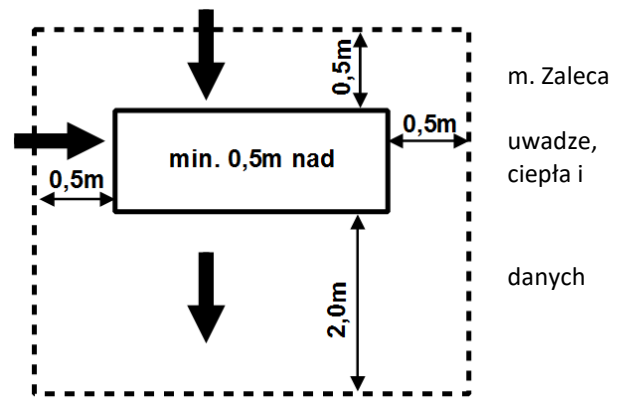 0,5m
m. Zaleca
0,5m
uwadze,
min. 0,5m nad
0,5m
ciepła i
2,0m
danych